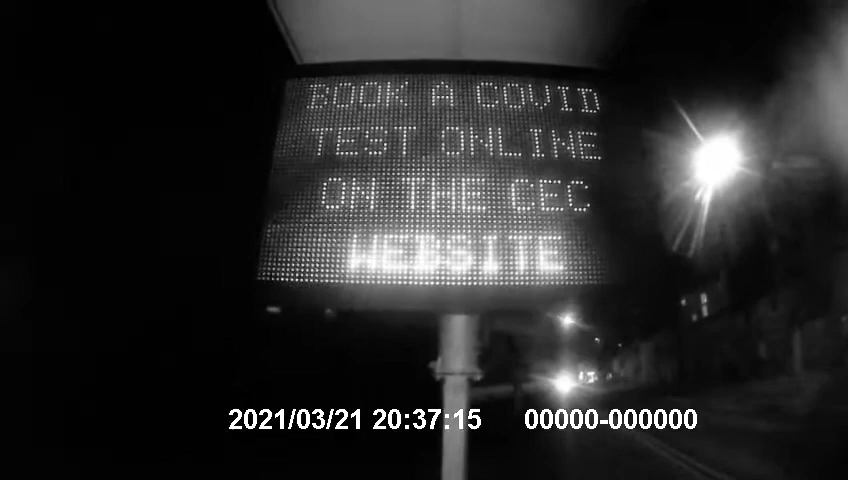 BOOK A COVID
TEST ONLINE
ON THE CEC
WEBSITE
2021/03/21 20:37:15 00000-000000